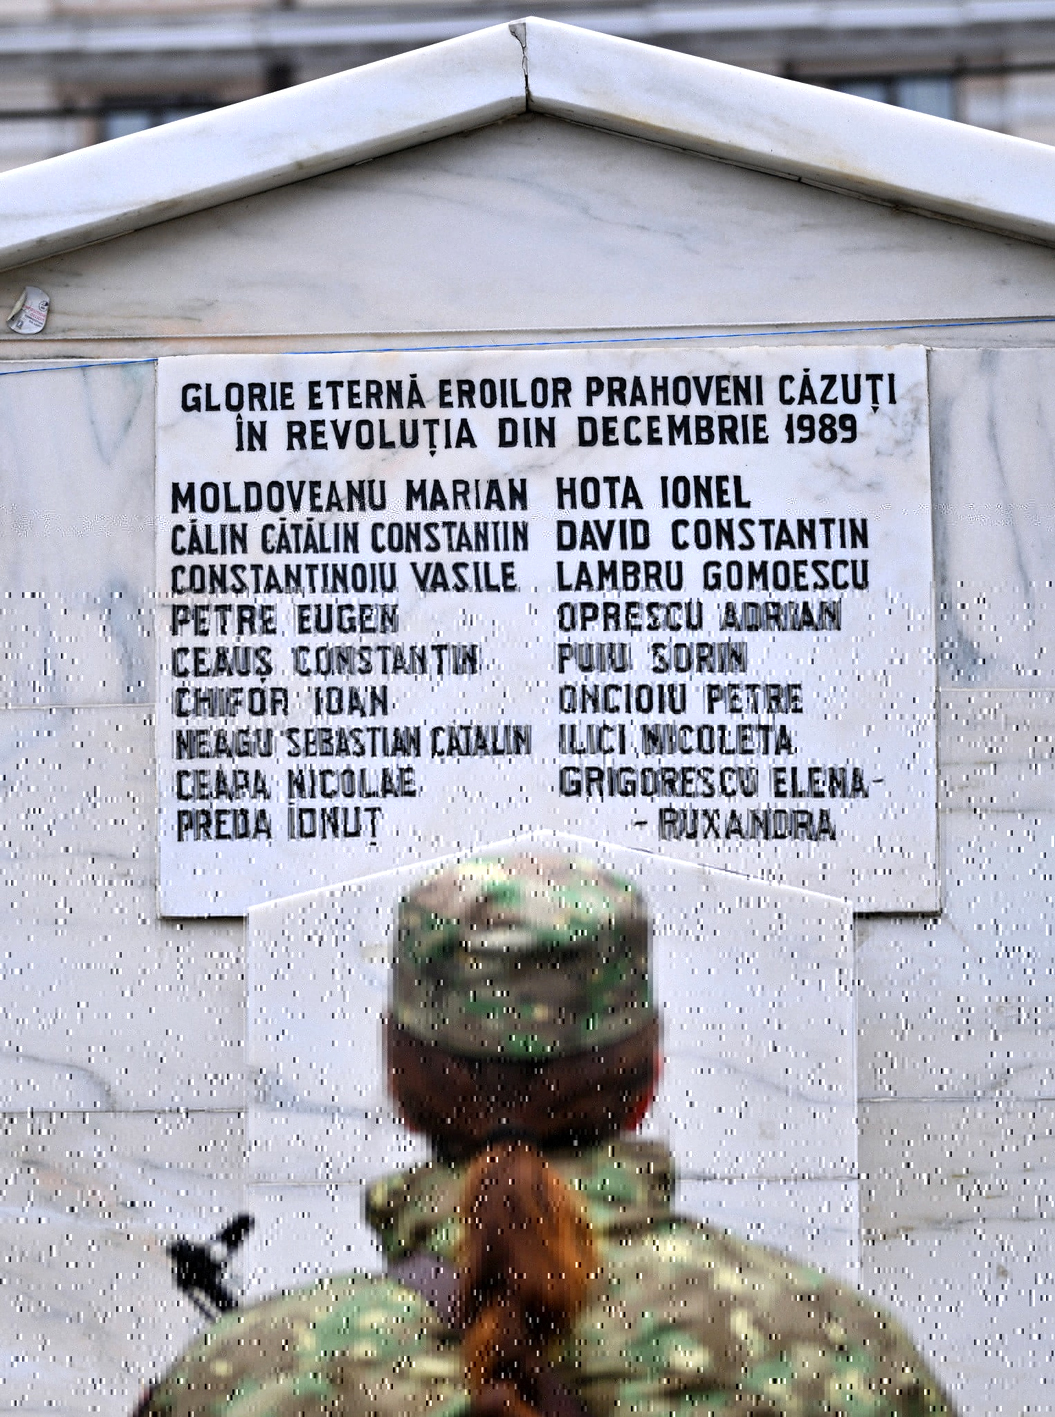 GLORIE ETERNĂ EROILOR PRAHOVENI CĂZUȚI
ÎN REVOLUȚIA DIN DECEMBRIE 1989
MOLDOVEANU MARIAN
CĂLIN CĂTĂLIN CONSTANTIN
CONSTANTINOIU VASILE
PETRE EUGEN
CEAUȘ CONSTANTIN
CHIFOR IOAN
NEAGU SEBASTIAN CATALIN
CEAPA NICOLAE
PREDA IONUȚ
HOTA IONEL
DAVID CONSTANTIN
LAMBRU GOMOESCU
OPRESCU ADRIAN
PUIU SORIN
ONCIOIU PETRE
ILICI NICOLETA
GRIGORESCU ELENA-
- RUXANDRA